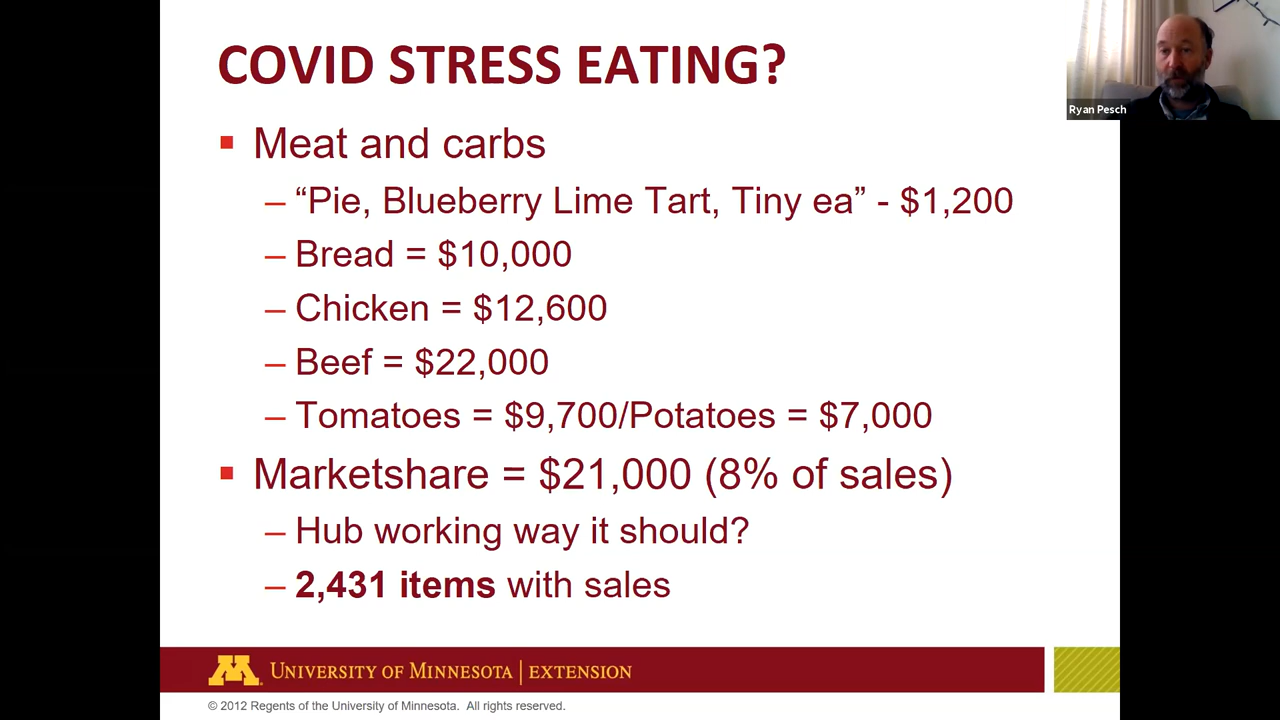 COVID STRESS EATING?
Ryan Pesch
▪ Meat and carbs
– “Pie, Blueberry Lime Tart, Tiny ea” - $1,200
– Bread = $10,000
– Chicken = $12,600
– Beef = $22,000
– Tomatoes = $9,700/Potatoes = $7,000
▪ Marketshare = $21,000 (8% of sales)
– Hub working way it should?
– 2,431 items with sales
M UNIVERSITY OF MINNESOTA | EXTENSION
© 2012 Regents of the University of Minnesota. All rights reserved.